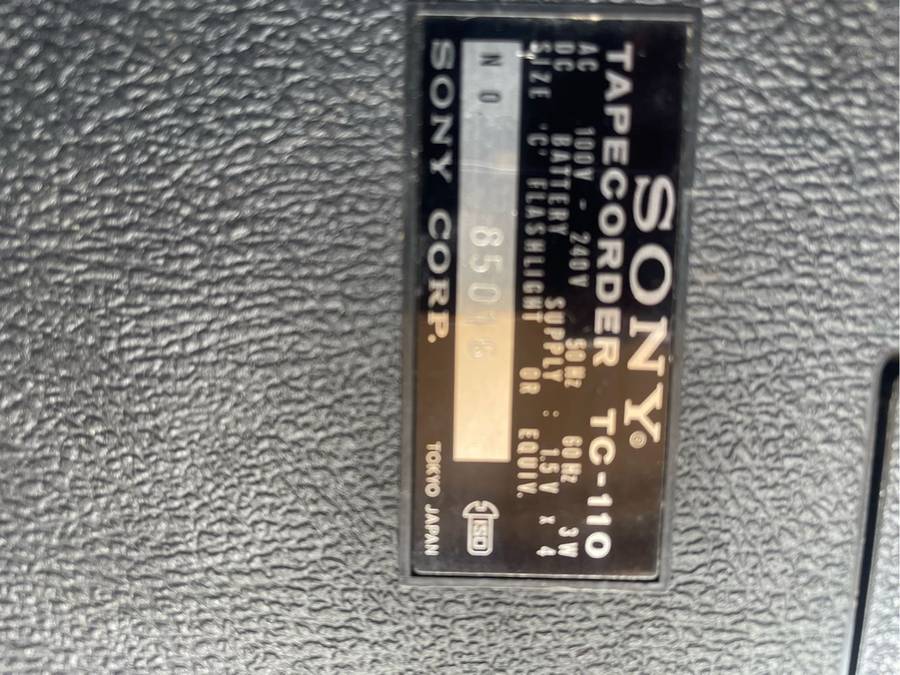 SONY®
TAPECORDER TC-110
AC 100V - 240V 50Hz 60Hz 3W
DC BATTERY SUPPLY : 1.5V x 4
SIZE 'C' FLASHLIGHT OR EQUIV.
NO.
SONY CORP. TOKYO JAPAN